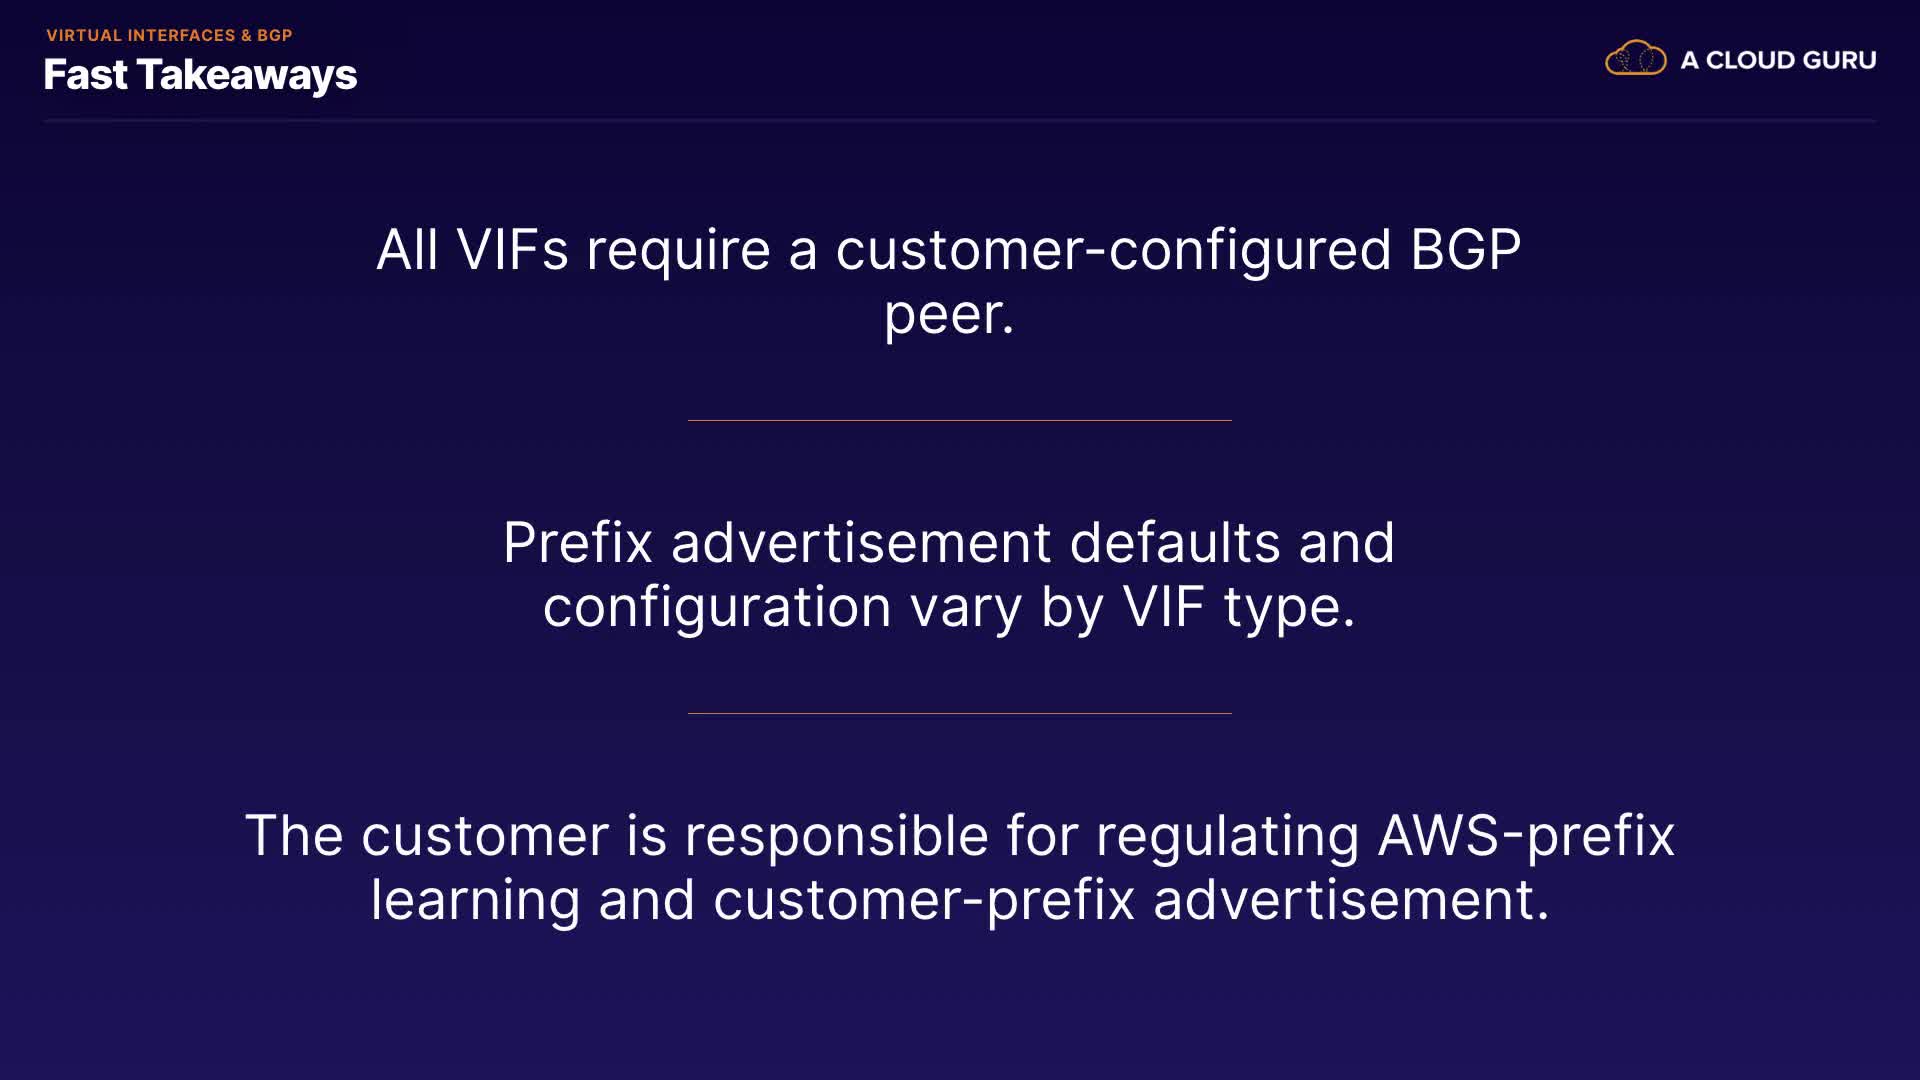 VIRTUAL INTERFACES & BGP
Fast Takeaways
A CLOUD GURU
All VIFs require a customer-configured BGP
peer.
Prefix advertisement defaults and
configuration vary by VIF type.
The customer is responsible for regulating AWS-prefix
learning and customer-prefix advertisement.